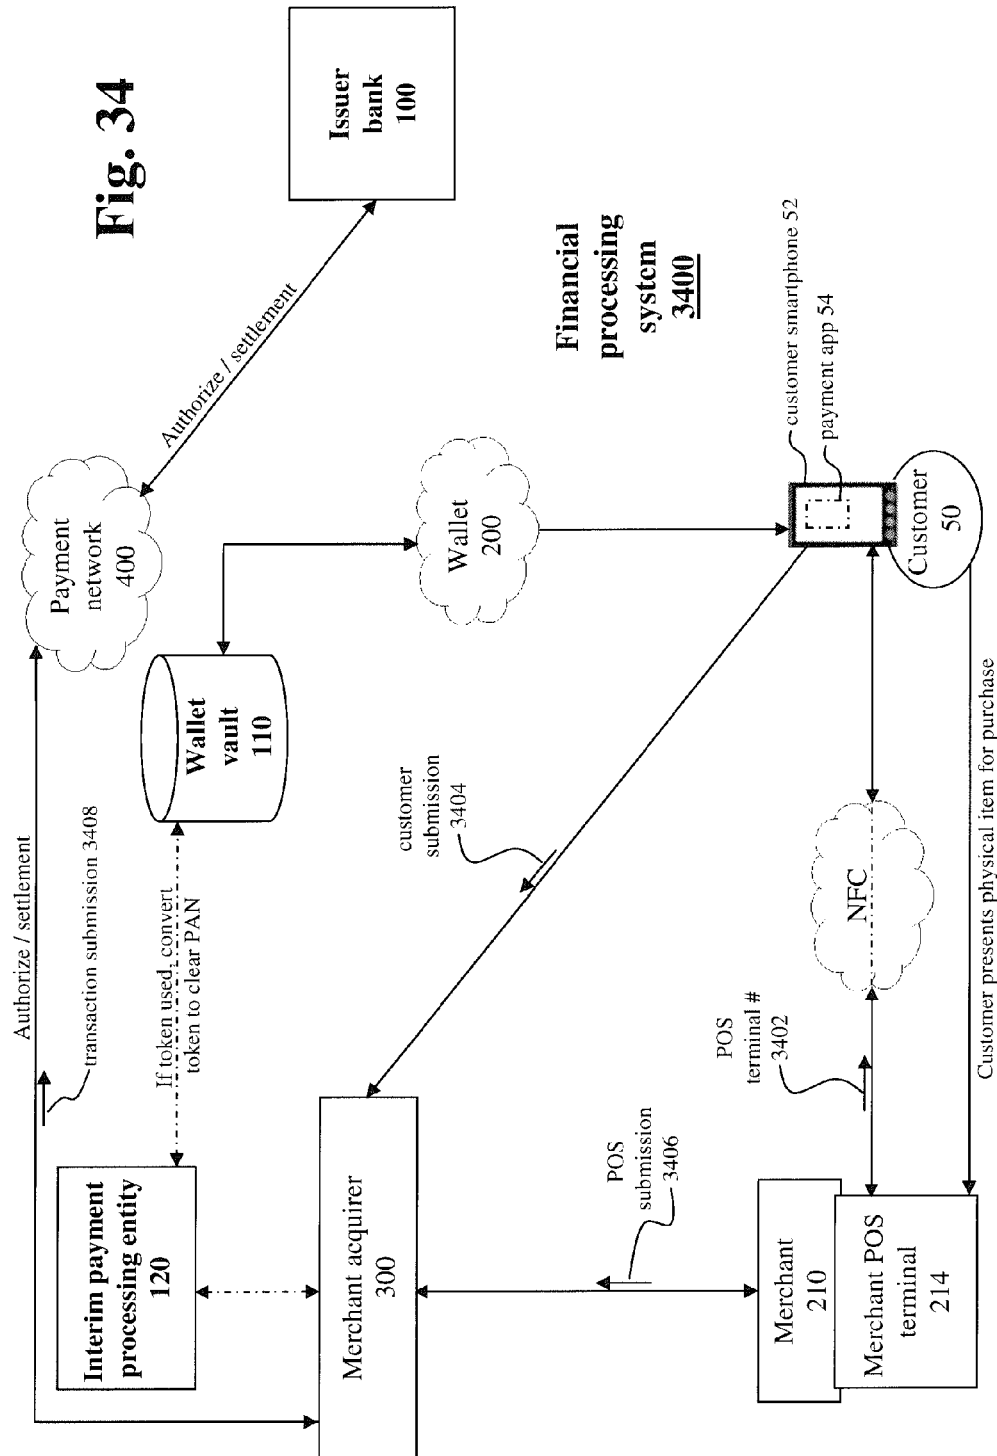 Fig. 34
Issuer
bank
100
Authorize / settlement
Payment
network
400
Authorize / settlement
transaction submission 3408
If token used, convert
token to clear PAN
Interim payment
processing entity
120
Wallet
vault
110
Wallet
200
Financial
processing
system
3400
customer smartphone 52
payment app 54
Customer
50
customer
submission
3404
Merchant acquirer
300
POS
submission
3406
POS
terminal #
3402
NFC
Merchant
210
Merchant POS
terminal
214
Customer presents physical item for purchase